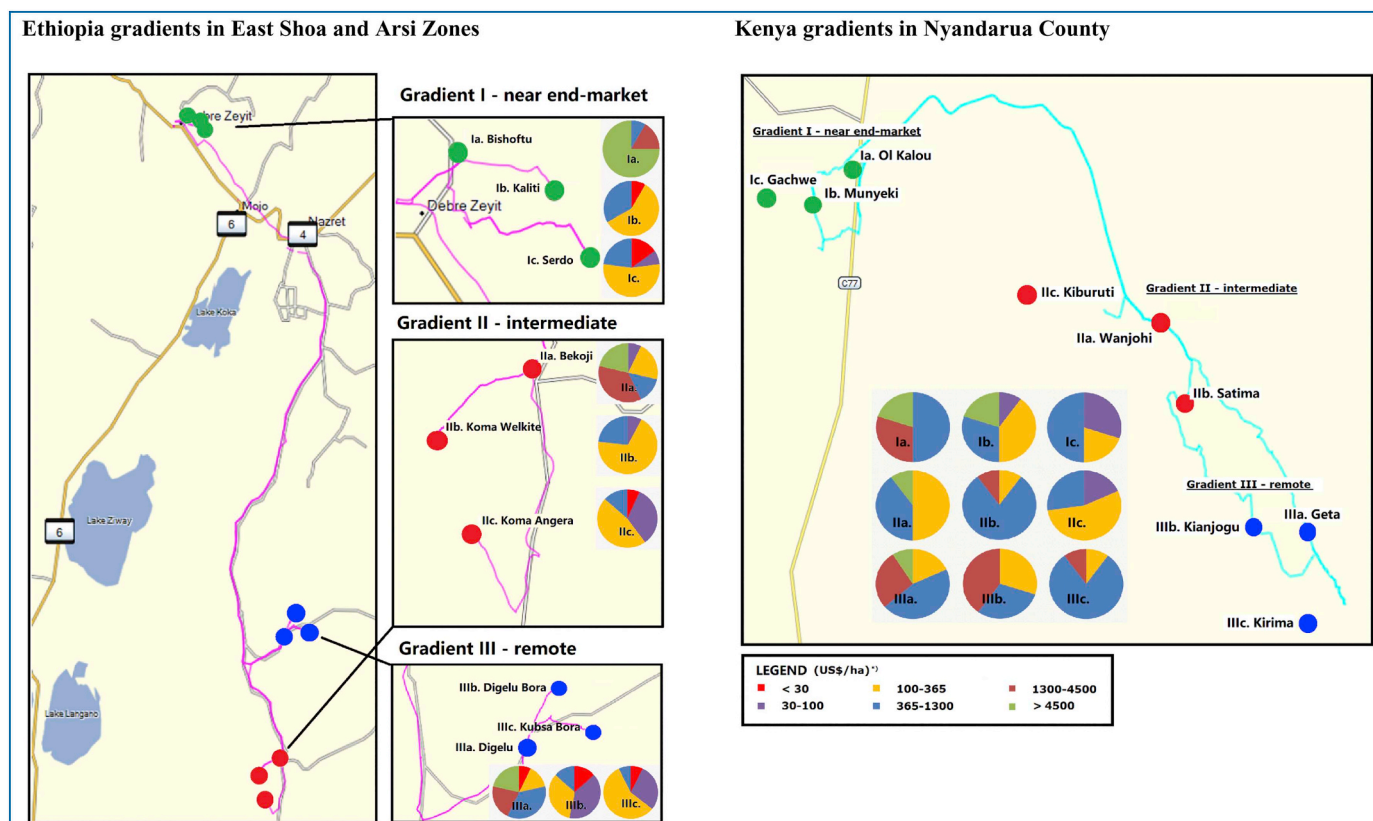 Ethiopia gradients in East Shoa and Arsi Zones
Debre Zeyit
Mojo
6
Nazret
4
Lake Koka
Lake Ziway
6
Lake Langano
Gradient I - near end-market
Ia. Bishoftu
Ib. Kaliti
Debre Zeyit
Ic. Serdo
Ia.
Ib.
Ic.
Gradient II - intermediate
IIa. Bekoji
IIb. Koma Welkite
IIc. Koma Angera
IIa.
IIb.
IIc.
Gradient III - remote
IIIb. Digelu Bora
IIIc. Kubsa Bora
IIIa. Digelu
IIIa.
IIIb.
IIIc.
Kenya gradients in Nyandarua County
Gradient I - near end-market
Ia. Ol Kalou
Ic. Gachwe
Ib. Munyeki
C77
IIc. Kiburuti
Gradient II - intermediate
IIa. Wanjohi
IIb. Satima
Gradient III - remote
IIIa. Geta
IIIb. Kianjogu
IIIc. Kirima
Ia.
Ib.
Ic.
IIa.
IIb.
IIc.
IIIa.
IIIb.
IIIc.
LEGEND (US$/ha)*)
< 30
100-365
1300-4500
30-100
365-1300
> 4500